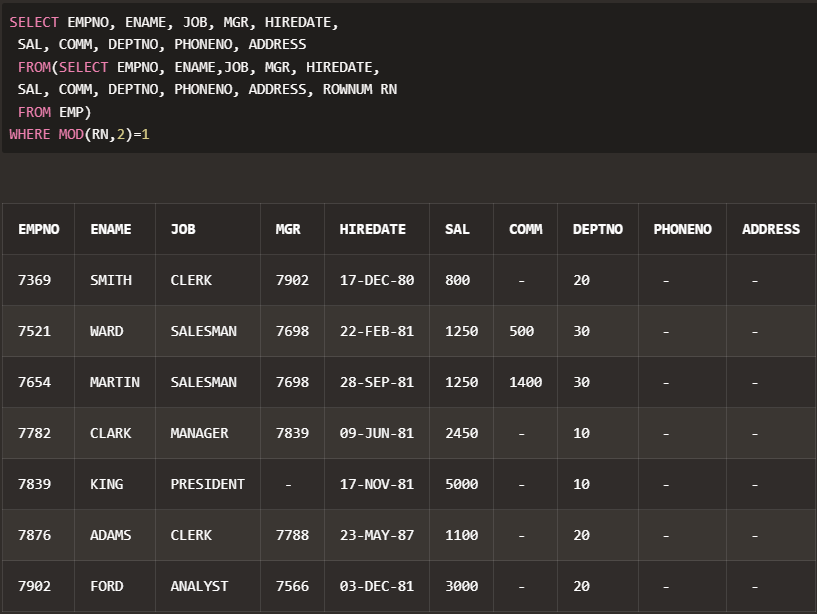 SELECT EMPNO, ENAME, JOB, MGR, HIREDATE,
SAL, COMM, DEPTNO, PHONENO, ADDRESS
FROM(SELECT EMPNO, ENAME,JOB, MGR, HIREDATE,
SAL, COMM, DEPTNO, PHONENO, ADDRESS, ROWNUM RN
FROM EMP)
WHERE MOD(RN,2)=1
EMPNO ENAME JOB MGR HIREDATE SAL COMM DEPTNO PHONENO ADDRESS
7369 SMITH CLERK 7902 17-DEC-80 800 - 20 - -
7521 WARD SALESMAN 7698 22-FEB-81 1250 500 30 - -
7654 MARTIN SALESMAN 7698 28-SEP-81 1250 1400 30 - -
7782 CLARK MANAGER 7839 09-JUN-81 2450 - 10 - -
7839 KING PRESIDENT - 17-NOV-81 5000 - 10 - -
7876 ADAMS CLERK 7788 23-MAY-87 1100 - 20 - -
7902 FORD ANALYST 7566 03-DEC-81 3000 - 20 - -